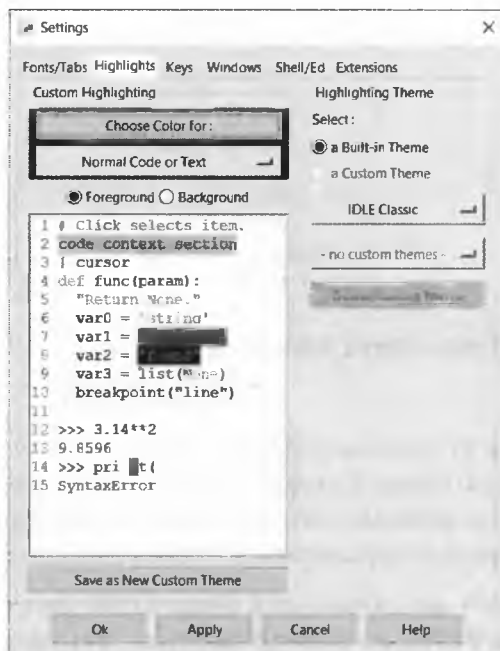 Settings
Fonts/Tabs Highlights Keys Windows Shell/Ed Extensions
Custom Highlighting
Choose Color for :
Normal Code or Text
Foreground Background
1 # Click selects item.
2 code context section
3 | cursor
4 def func(param):
5 "Return None."
6 var0 = 'string'
7 var1 =
8 var2 =
9 var3 = list(None)
10 breakpoint("line")
11
12 >>> 3.14**2
13 9.8596
14 >>> pri t(
15 SyntaxError
Save as New Custom Theme
Highlighting Theme
Select :
a Built-in Theme
a Custom Theme
IDLE Classic
- no custom themes -
Ok Apply Cancel Help